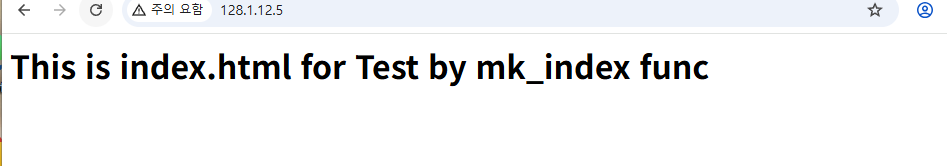 주의 요함 128.1.12.5
This is index.html for Test by mk_index func